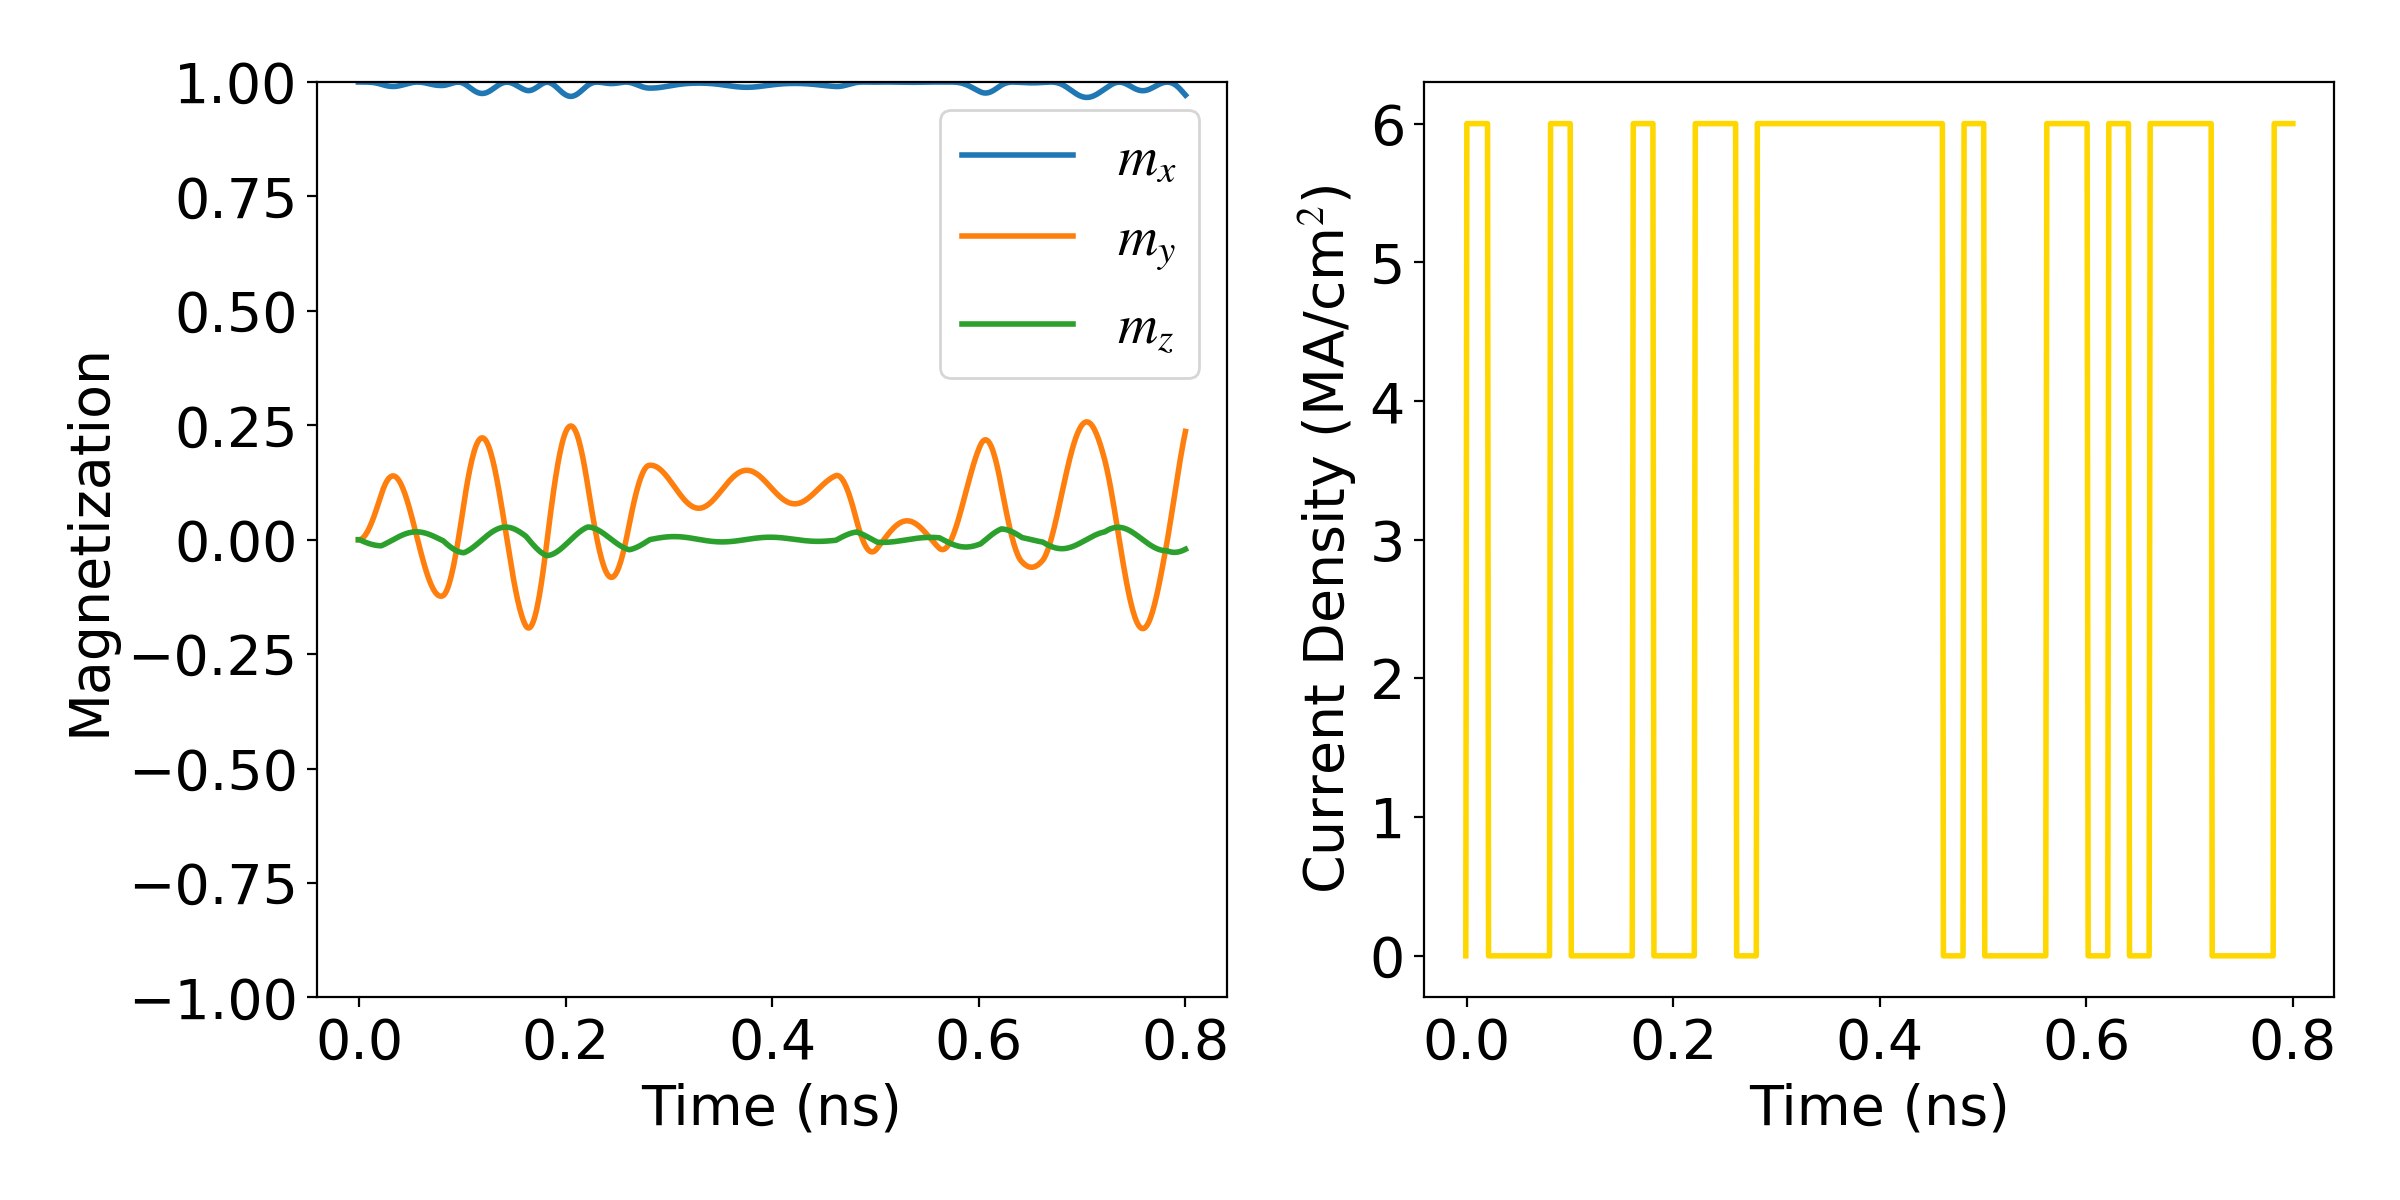 1.00
0.75
0.50
0.25
0.00
−0.25
−0.50
−0.75
−1.00
Magnetization
0.0 0.2 0.4 0.6 0.8
Time (ns)
m_x
m_y
m_z
6
5
4
3
2
1
0
Current Density (MA/cm²)
0.0 0.2 0.4 0.6 0.8
Time (ns)